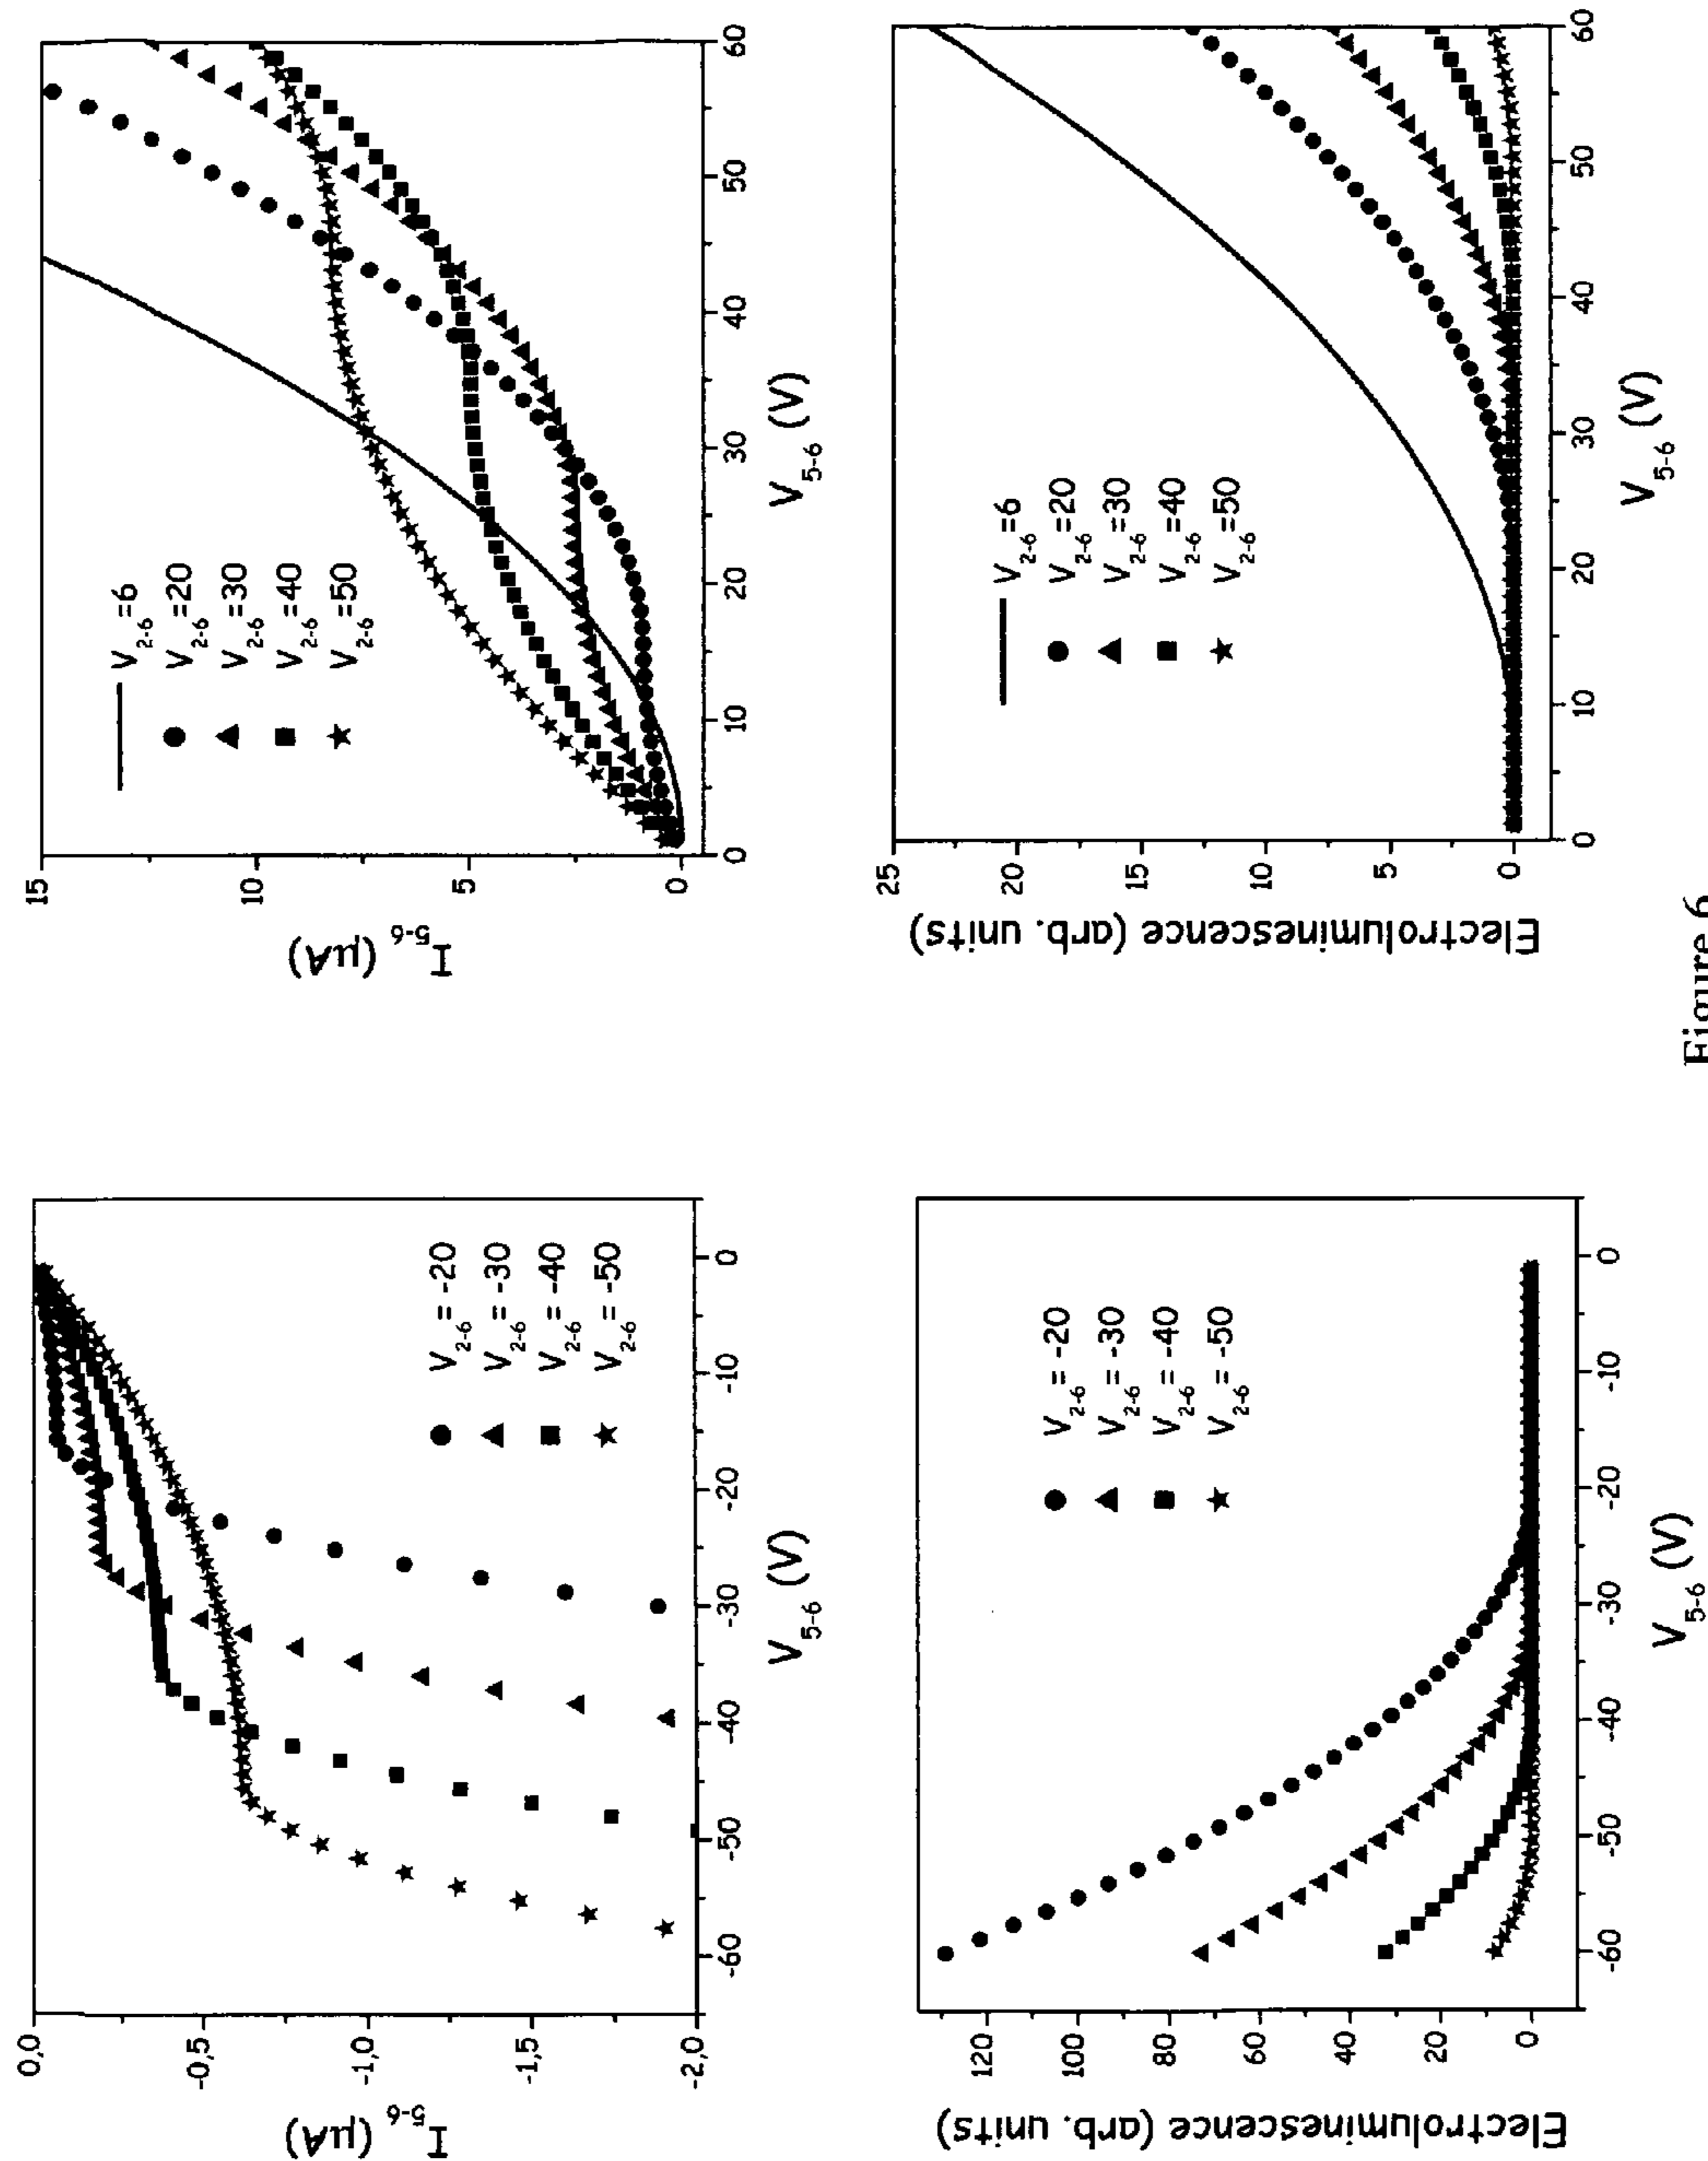 15
10
5
0
I5-6 (μA)
V2-6=6
V2-6=20
V2-6=30
V2-6=40
V2-6=50
0 10 20 30 40 50 60
V5-6 (V)
25
20
15
10
5
0
Electroluminescence (arb. units)
V2-6=6
V2-6=20
V2-6=30
V2-6=40
V2-6=50
0 10 20 30 40 50 60
V5-6 (V)
0,0
-0,5
-1,0
-1,5
-2,0
I5-6 (μA)
V2-6= -20
V2-6= -30
V2-6= -40
V2-6= -50
-60 -50 -40 -30 -20 -10 0
V5-6 (V)
120
100
80
60
40
20
0
Electroluminescence (arb. units)
V2-6= -20
V2-6= -30
V2-6= -40
V2-6= -50
-60 -50 -40 -30 -20 -10 0
V5-6 (V)
Figure 6